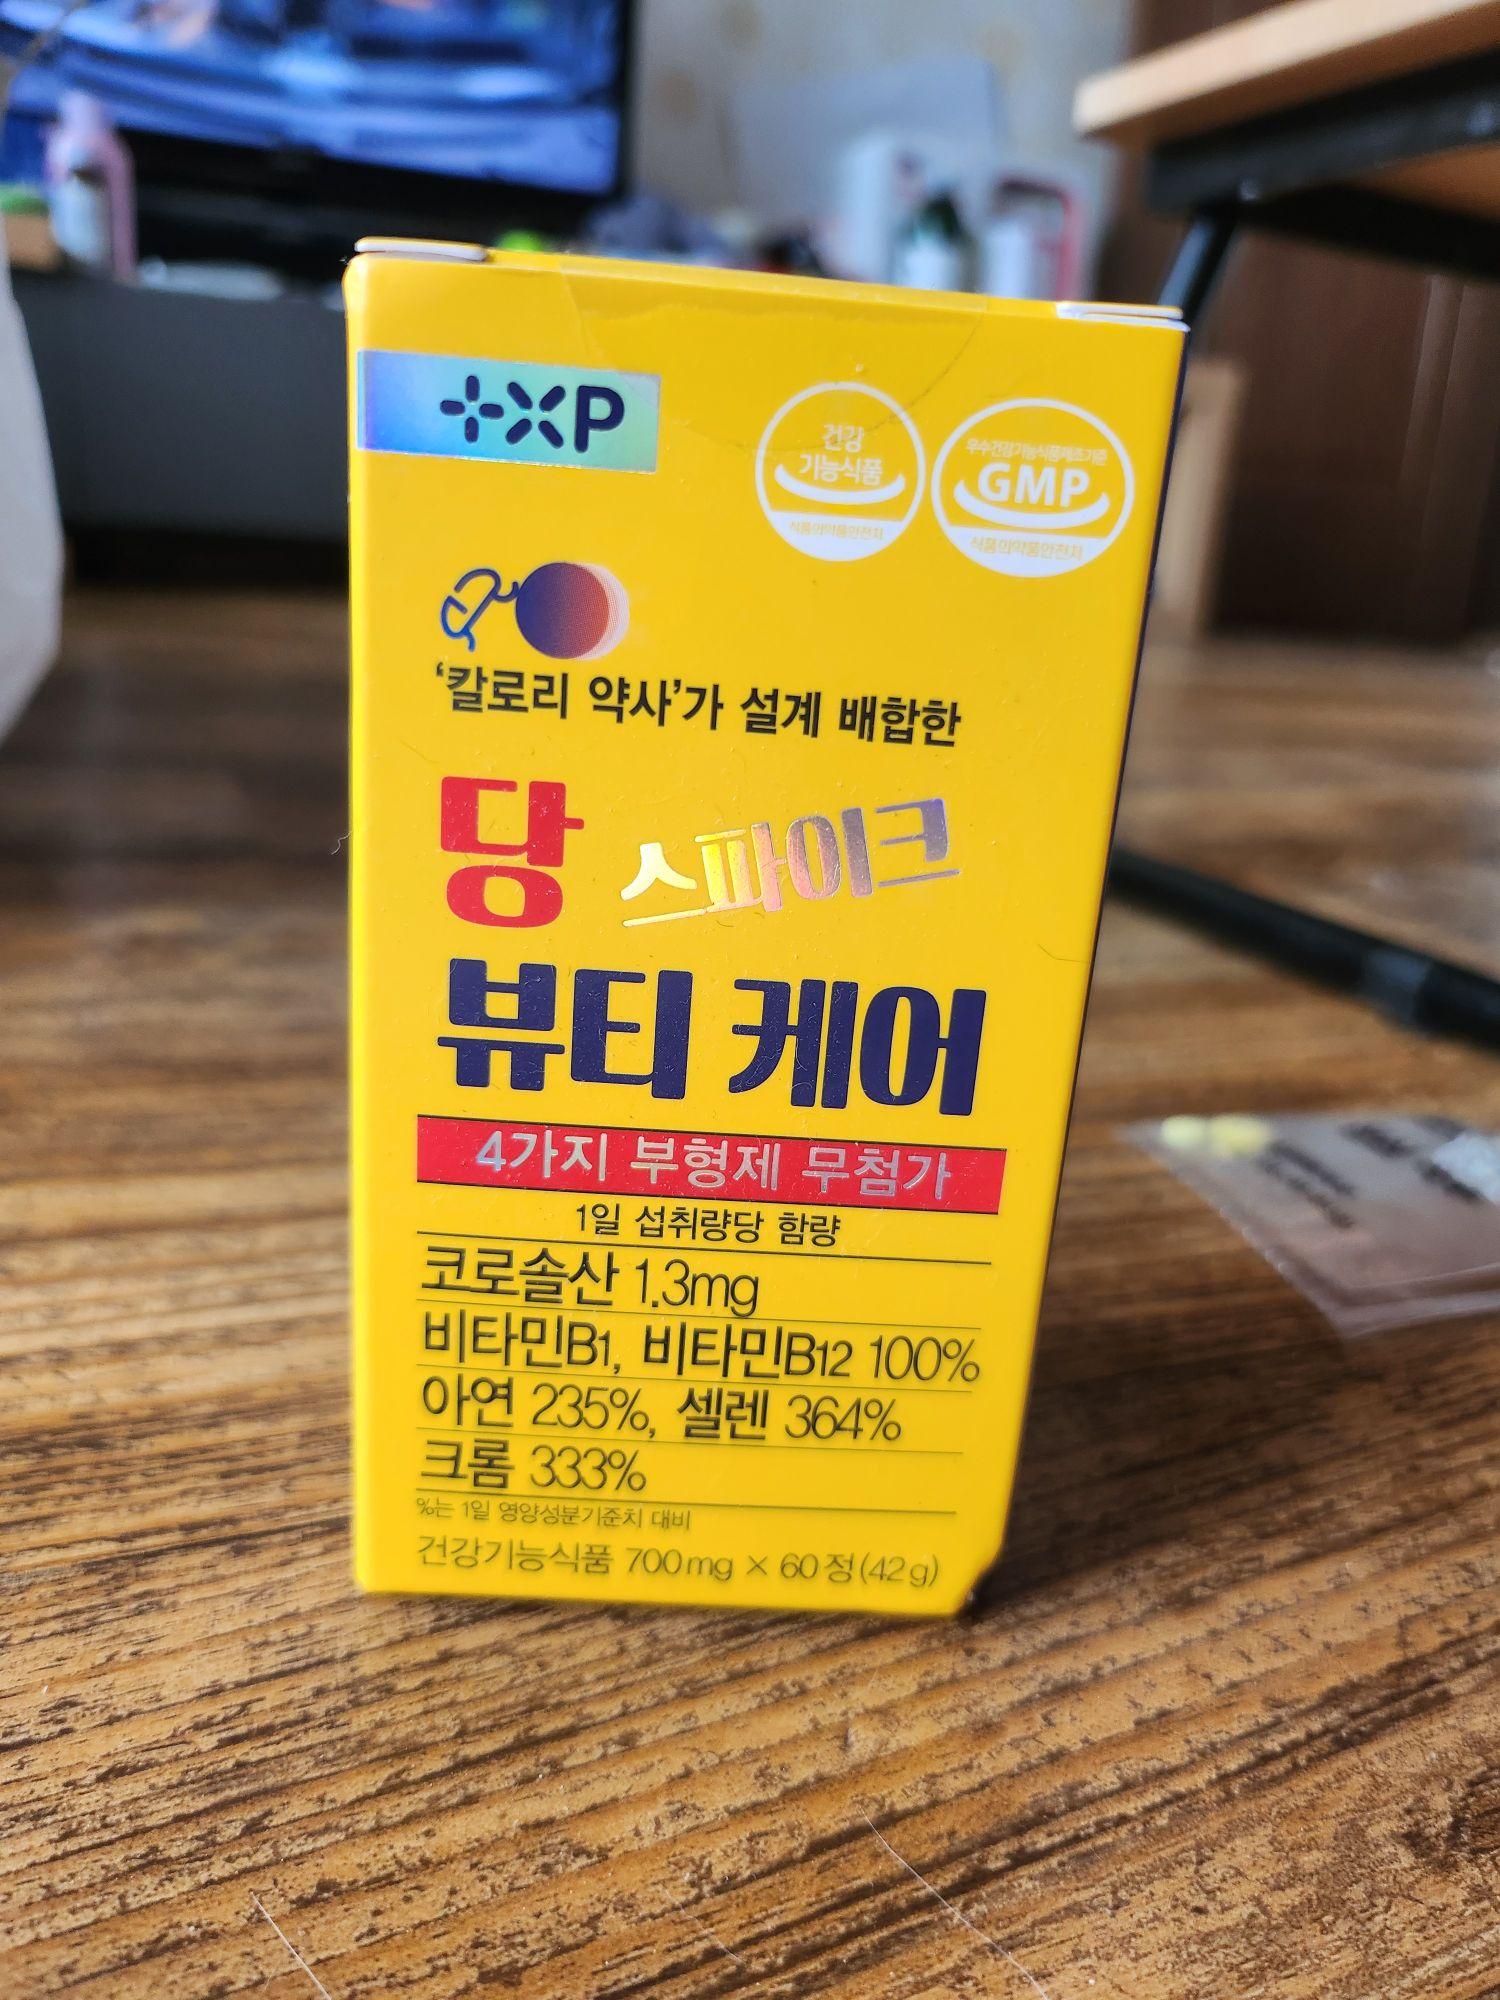 +XP
건강
기능식품
식품의약품안전처
우수건강기능식품제조기준
GMP
식품의약품안전처
‘칼로리 약사’가 설계 배합한
당 스파이크
뷰티 케어
4가지 부형제 무첨가
1일 섭취량당 함량
코로솔산 1.3mg
비타민B1, 비타민B12 100%
아연 235%, 셀렌 364%
크롬 333%
%는 1일 영양성분기준치 대비
건강기능식품 700mg × 60정(42g)